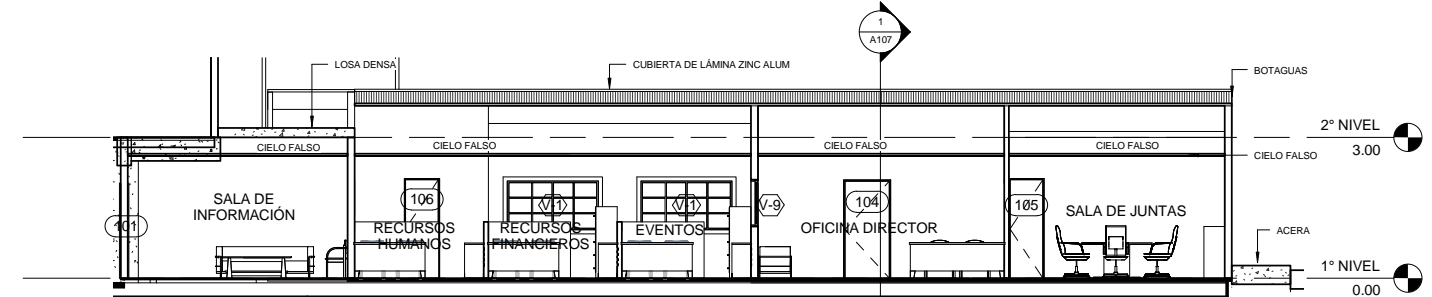 1
A107
LOSA DENSA
CUBIERTA DE LÁMINA ZINC ALUM
BOTAGUAS
2° NIVEL
3.00
CIELO FALSO
CIELO FALSO
CIELO FALSO
CIELO FALSO
CIELO FALSO
SALA DE
INFORMACIÓN
101
106
RECURSOS
HUMANOS
V-1
RECURSOS
FINANCIEROS
V-1
EVENTOS
V-9
104
OFICINA DIRECTOR
105
SALA DE JUNTAS
ACERA
1° NIVEL
0.00